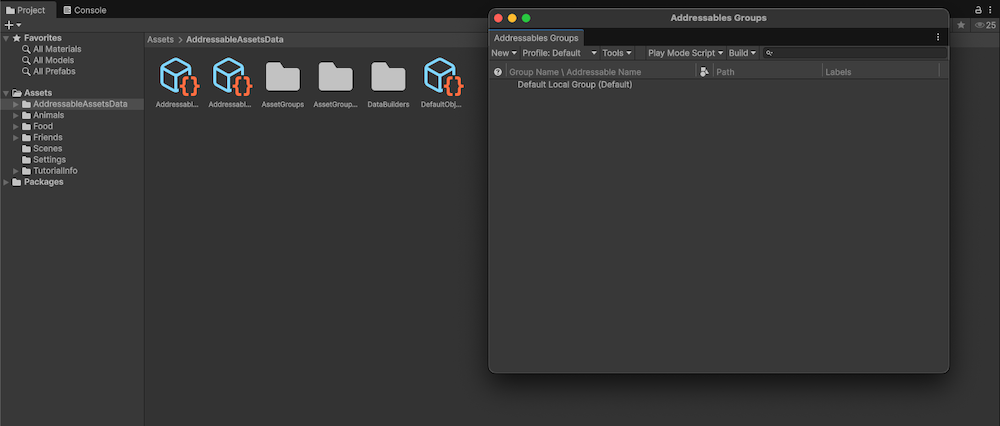 Project
Console
Favorites
All Materials
All Models
All Prefabs
Assets
AddressableAssetsData
Animals
Food
Friends
Scenes
Settings
TutorialInfo
Packages
Assets > AddressableAssetsData
Addressabl...
Addressabl...
AssetGroups
AssetGroup...
DataBuilders
DefaultObj...
25
Addressables Groups
Addressables Groups
New Profile: Default Tools Play Mode Script Build
Group Name \ Addressable Name Path Labels
Default Local Group (Default)